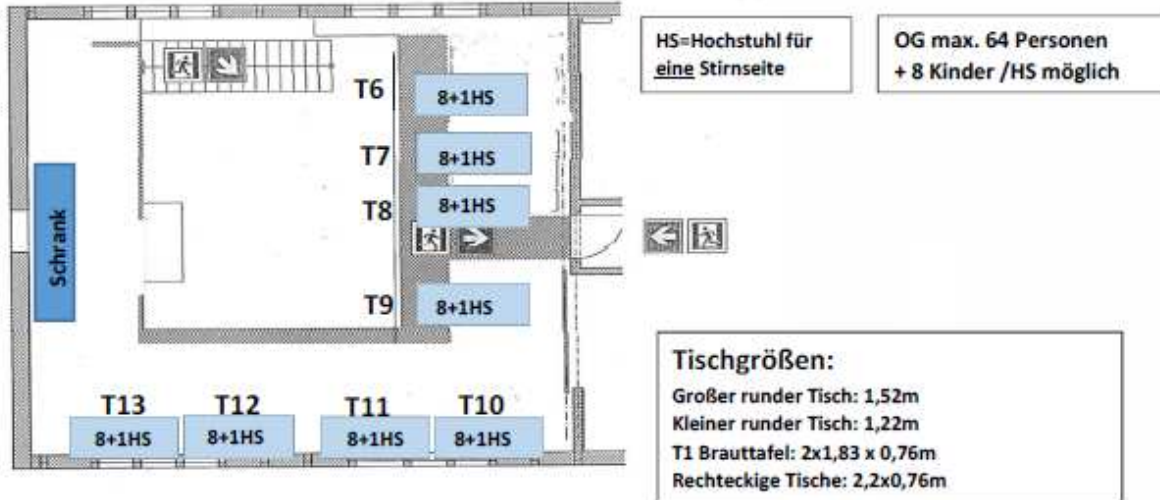 HS=Hochstuhl für
eine Stirnseite
OG max. 64 Personen
+ 8 Kinder /HS möglich
T6
8+1HS
T7
8+1HS
T8
8+1HS
T9
8+1HS
Schrank
T13
8+1HS
T12
8+1HS
T11
8+1HS
T10
8+1HS
Tischgrößen:
Großer runder Tisch: 1,52m
Kleiner runder Tisch: 1,22m
T1 Brauttafel: 2x1,83 x 0,76m
Rechteckige Tische: 2,2x0,76m